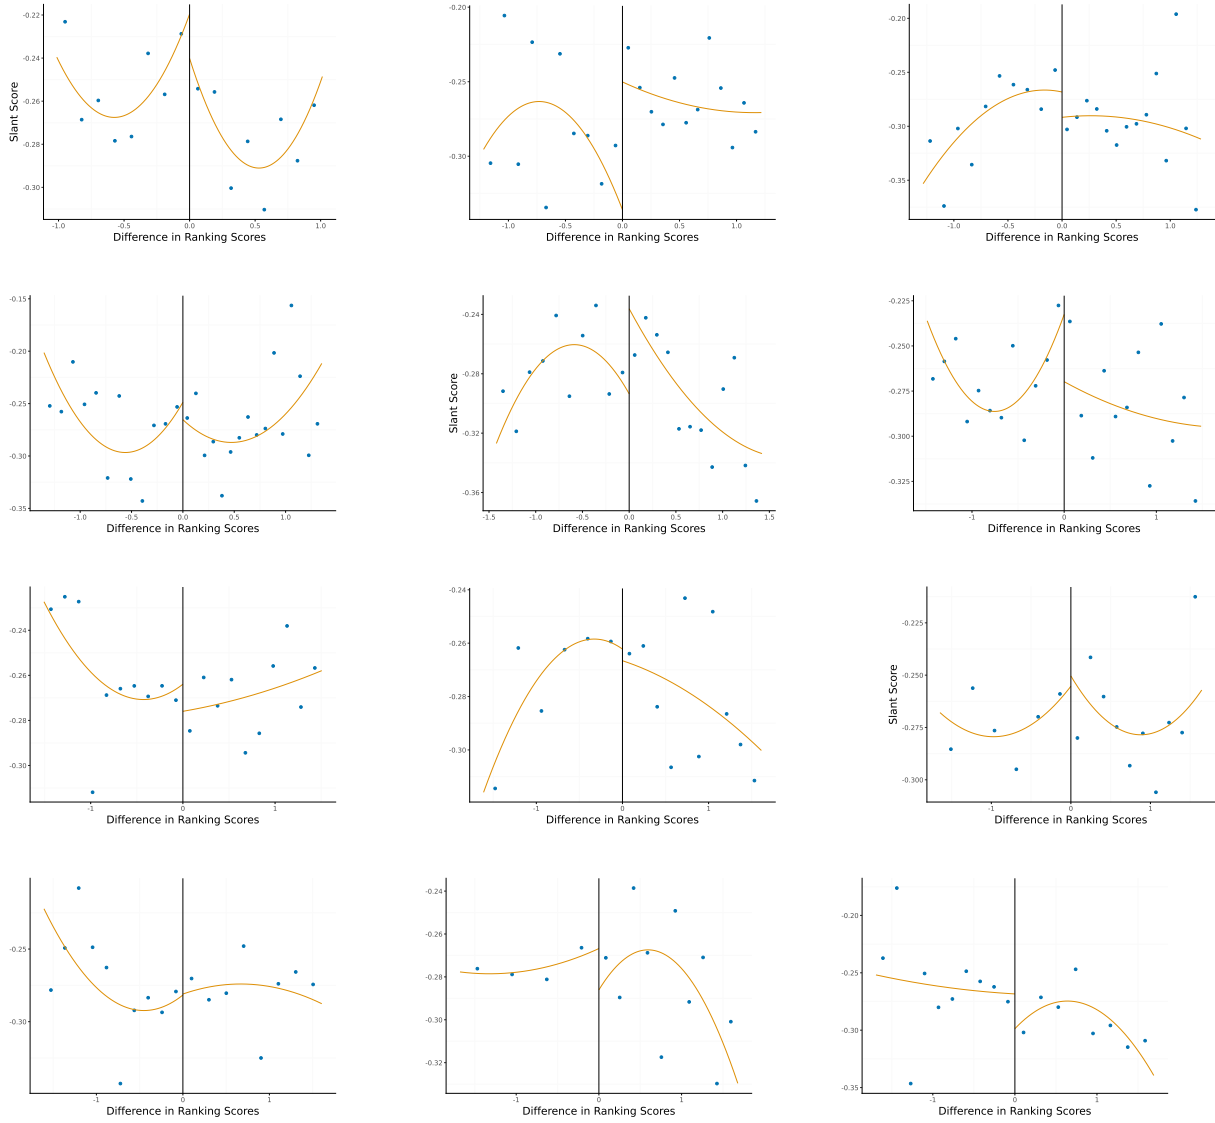 -0.22
-0.24
-0.26
-0.28
-0.30
Slant Score
-1.0 -0.5 0.0 0.5 1.0
Difference in Ranking Scores
-0.20
-0.25
-0.30
-1.0 -0.5 0.0 0.5 1.0
Difference in Ranking Scores
-0.20
-0.25
-0.30
-0.35
-1.0 -0.5 0.0 0.5 1.0
Difference in Ranking Scores
-0.15
-0.20
-0.25
-0.30
-0.35
-1.0 -0.5 0.0 0.5 1.0
Difference in Ranking Scores
-0.24
-0.28
-0.32
-0.36
Slant Score
-1.5 -1.0 -0.5 0.0 0.5 1.0 1.5
Difference in Ranking Scores
-0.225
-0.250
-0.275
-0.300
-0.325
-1 0 1
Difference in Ranking Scores
-0.24
-0.26
-0.28
-0.30
-1 0 1
Difference in Ranking Scores
-0.24
-0.26
-0.28
-0.30
-1 0 1
Difference in Ranking Scores
-0.225
-0.250
-0.275
-0.300
Slant Score
-1 0 1
Difference in Ranking Scores
-0.25
-0.30
-1 0 1
Difference in Ranking Scores
-0.24
-0.26
-0.28
-0.30
-0.32
-1 0 1
Difference in Ranking Scores
-0.20
-0.25
-0.30
-0.35
-1 0 1
Difference in Ranking Scores